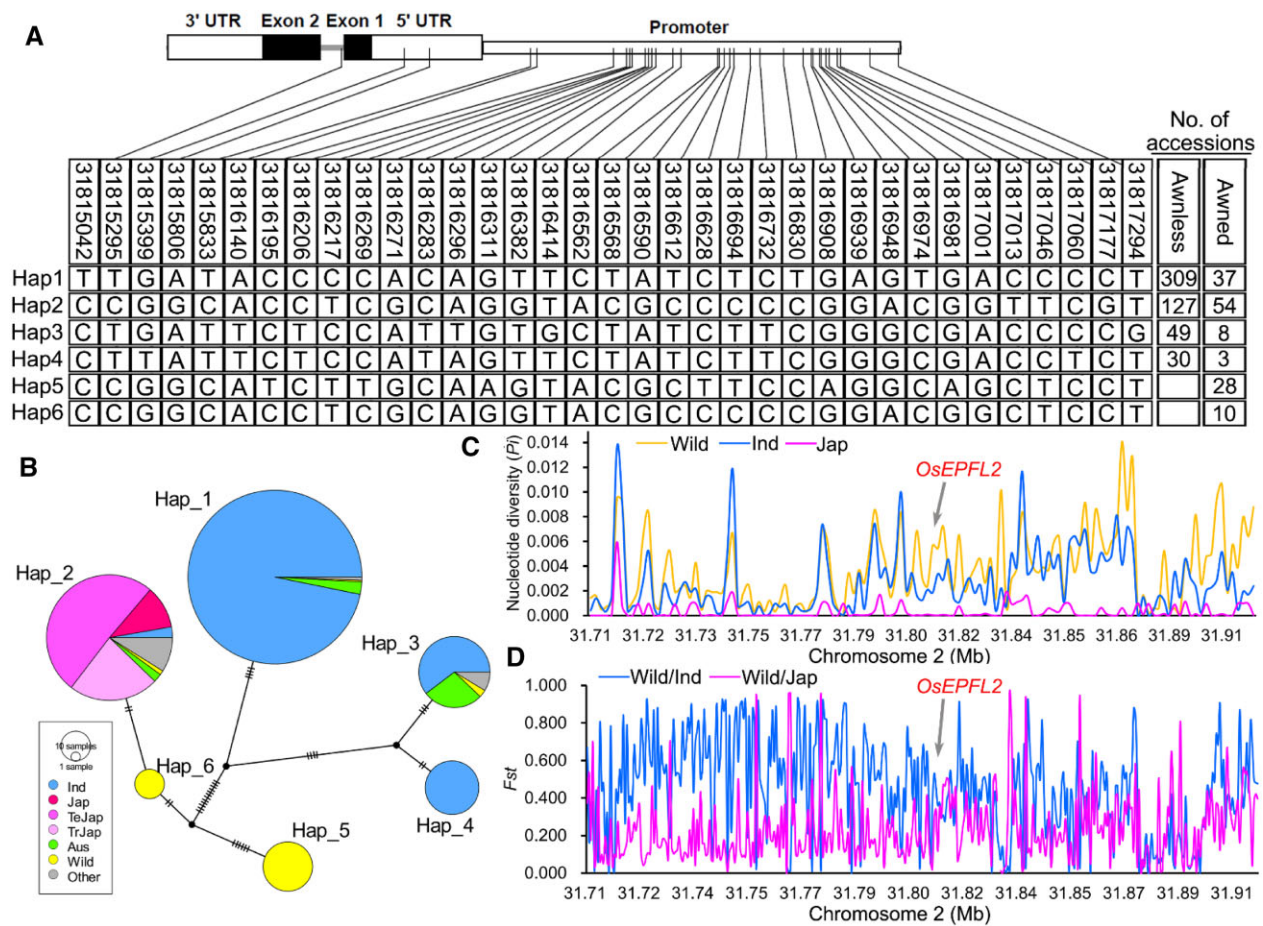 A
3' UTR Exon 2 Exon 1 5' UTR
Promoter
No. of
accessions
31815042 31815295 31815399 31815806 31815833 31816140 31816195 31816206 31816217 31816269 31816271 31816283 31816296 31816311 31816382 31816414 31816562 31816568 31816590 31816612 31816628 31816694 31816732 31816830 31816908 31816939 31816948 31816974 31816981 31817001 31817013 31817046 31817060 31817177 31817294 Awnless Awned
Hap1 T T G A T A C C C C A C A G T T C T A T C T C T G A G T G A C C C C T 309 37
Hap2 C C G G C A C C T C G C A G G T A C G C C C C C G G A C G G T T C G T 127 54
Hap3 C T G A T T C T C C A T T G T G C T A T C T T C G G G C G A C C C C G 49 8
Hap4 C T T A T T C T C C A T A G T T C T A T C T T C G G G C G A C C T C T 30 3
Hap5 C C G G C A T C T T G C A A G T A C G C T T C C A G G C A G C T C C T 28
Hap6 C C G G C A C C T C G C A G G T A C G C C C C C G G A C G G C T C C T 10
B
Hap_1
Hap_2
Hap_3
Hap_4
Hap_5
Hap_6
10 samples
1 sample
Ind
Jap
TeJap
TrJap
Aus
Wild
Other
C
Wild Ind Jap
OsEPFL2
Nucleotide diversity (Pi)
0.014
0.012
0.010
0.008
0.006
0.004
0.002
0.000
31.71 31.72 31.73 31.75 31.77 31.79 31.80 31.82 31.84 31.85 31.86 31.89 31.91
Chromosome 2 (Mb)
D
Wild/Ind Wild/Jap
OsEPFL2
Fst
1.000
0.800
0.600
0.400
0.200
0.000
31.71 31.72 31.74 31.75 31.77 31.79 31.80 31.82 31.84 31.85 31.87 31.89 31.91
Chromosome 2 (Mb)